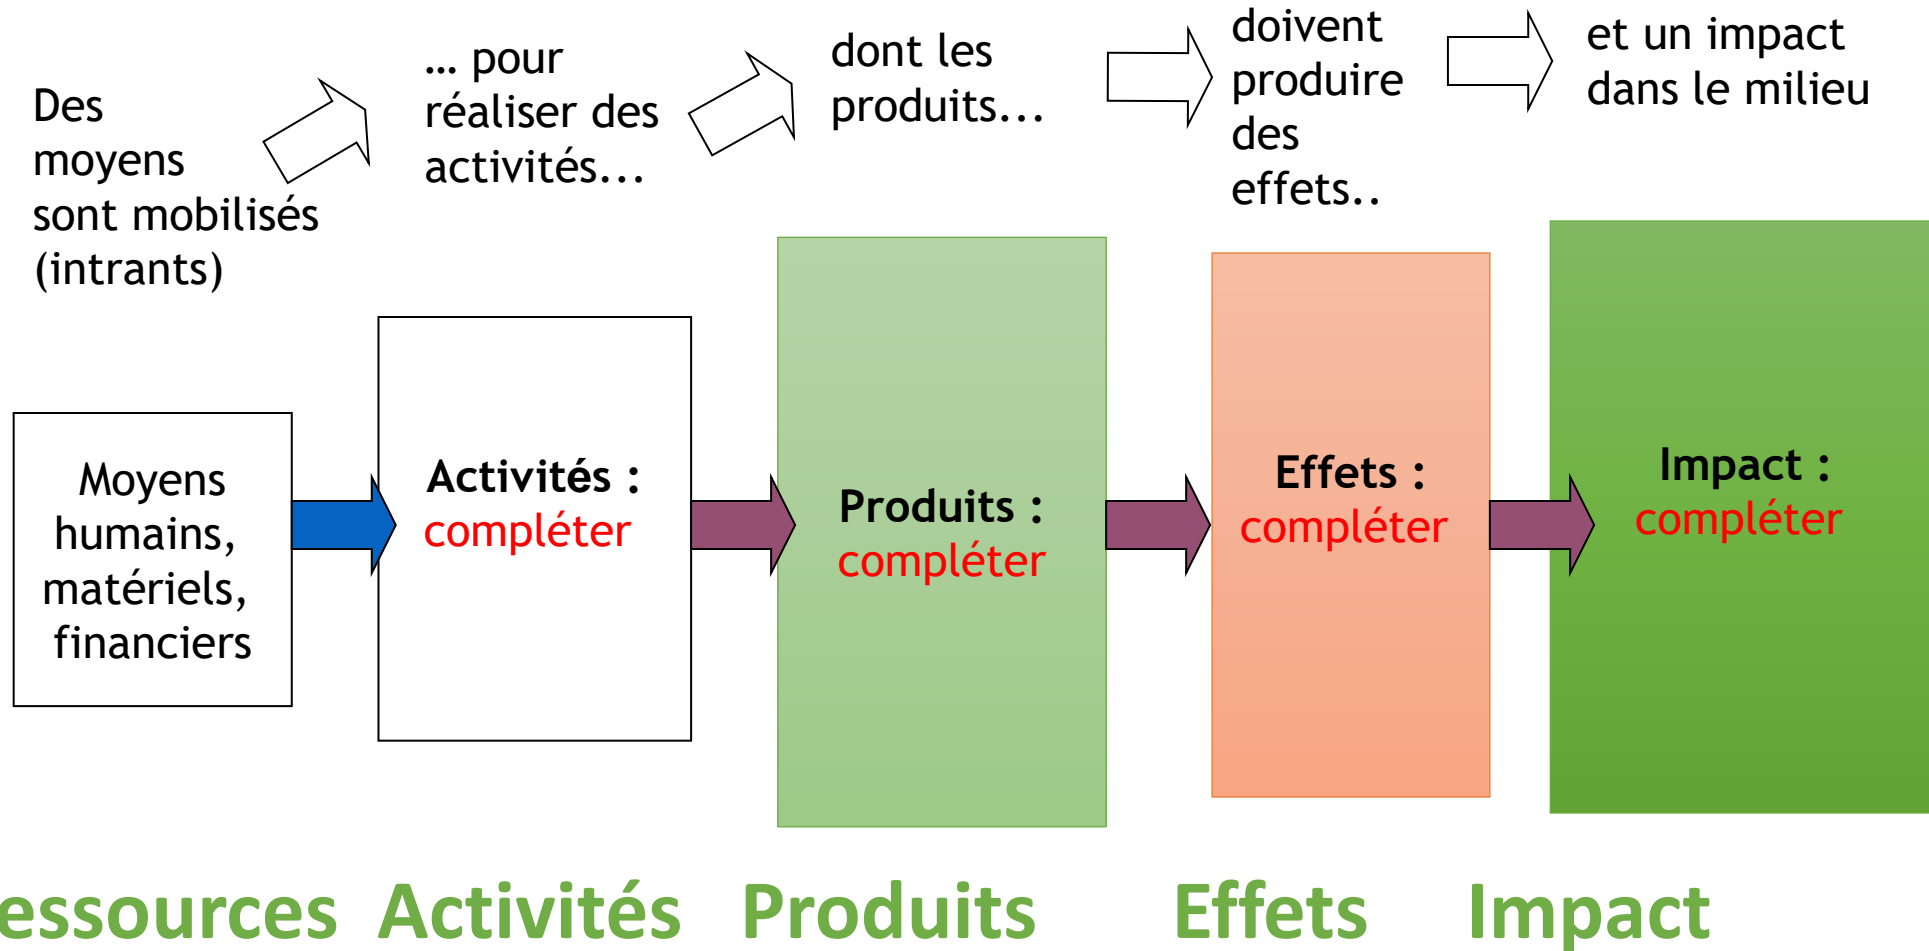 Des
moyens
sont mobilisés
(intrants)
… pour
réaliser des
activités...
dont les
produits...
doivent
produire
des
effets..
et un impact
dans le milieu
Moyens
humains,
matériels,
financiers
Activités :
compléter
Produits :
compléter
Effets :
compléter
Impact :
compléter
essources Activités Produits Effets Impact